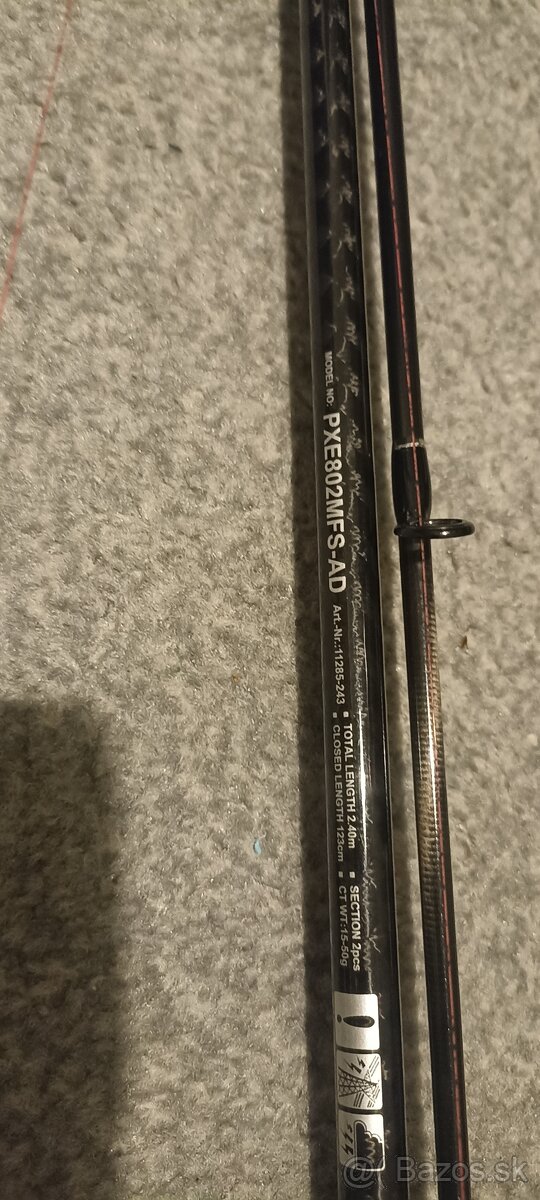 MODEL NO: PXE802MFS-AD Art.-Nr.:11285-243
■ TOTAL LENGTH 2.40m ■ SECTION 2pcs
■ CLOSED LENGTH 123cm ■ CT WT:15-50g
@ Bazos.sk